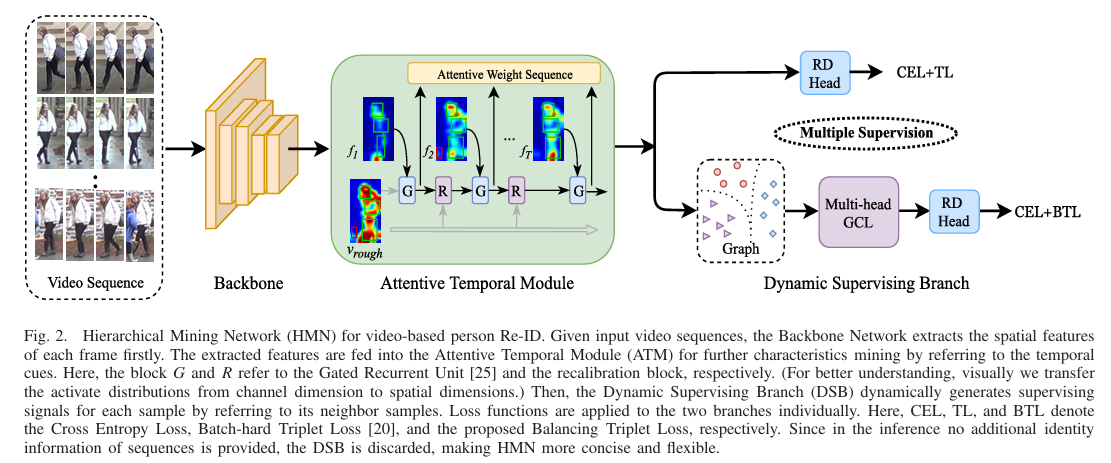 Attentive Weight Sequence
RD
Head
CEL+TL
Multiple Supervision
f1
f2
...
fT
G
R
G
R
G
vrough
Graph
Multi-head
GCL
RD
Head
CEL+BTL
Video Sequence
Backbone
Attentive Temporal Module
Dynamic Supervising Branch
Fig. 2. Hierarchical Mining Network (HMN) for video-based person Re-ID. Given input video sequences, the Backbone Network extracts the spatial features
of each frame firstly. The extracted features are fed into the Attentive Temporal Module (ATM) for further characteristics mining by referring to the temporal
cues. Here, the block G and R refer to the Gated Recurrent Unit [25] and the recalibration block, respectively. (For better understanding, visually we transfer
the activate distributions from channel dimension to spatial dimensions.) Then, the Dynamic Supervising Branch (DSB) dynamically generates supervising
signals for each sample by referring to its neighbor samples. Loss functions are applied to the two branches individually. Here, CEL, TL, and BTL denote
the Cross Entropy Loss, Batch-hard Triplet Loss [20], and the proposed Balancing Triplet Loss, respectively. Since in the inference no additional identity
information of sequences is provided, the DSB is discarded, making HMN more concise and flexible.